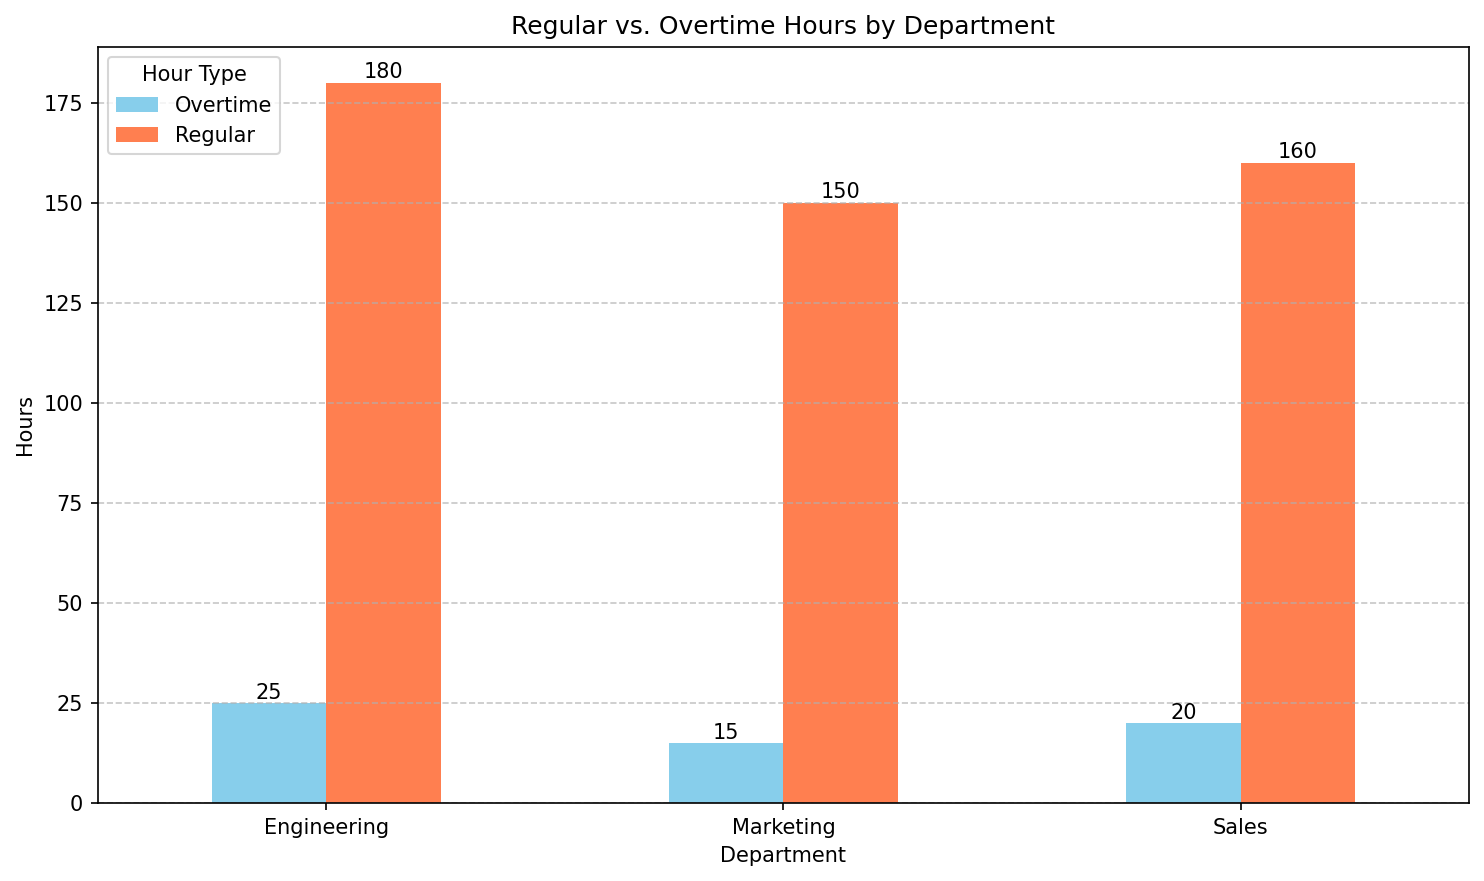 Regular vs. Overtime Hours by Department
Hour Type
Overtime
Regular
180
150
160
25
15
20
175
150
125
100
75
50
25
0
Hours
Engineering
Marketing
Sales
Department